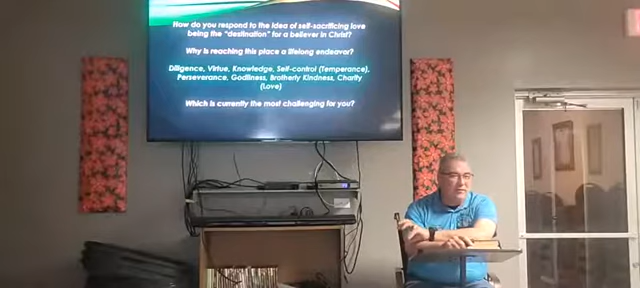 How do you respond to the idea of self-sacrificing love
being the "destination" for a believer in Christ?
Why is reaching this place a lifelong endeavor?
Diligence, Virtue, Knowledge, Self-control (Temperance),
Perseverance, Godliness, Brotherly Kindness, Charity
(Love)
Which is currently the most challenging for you?